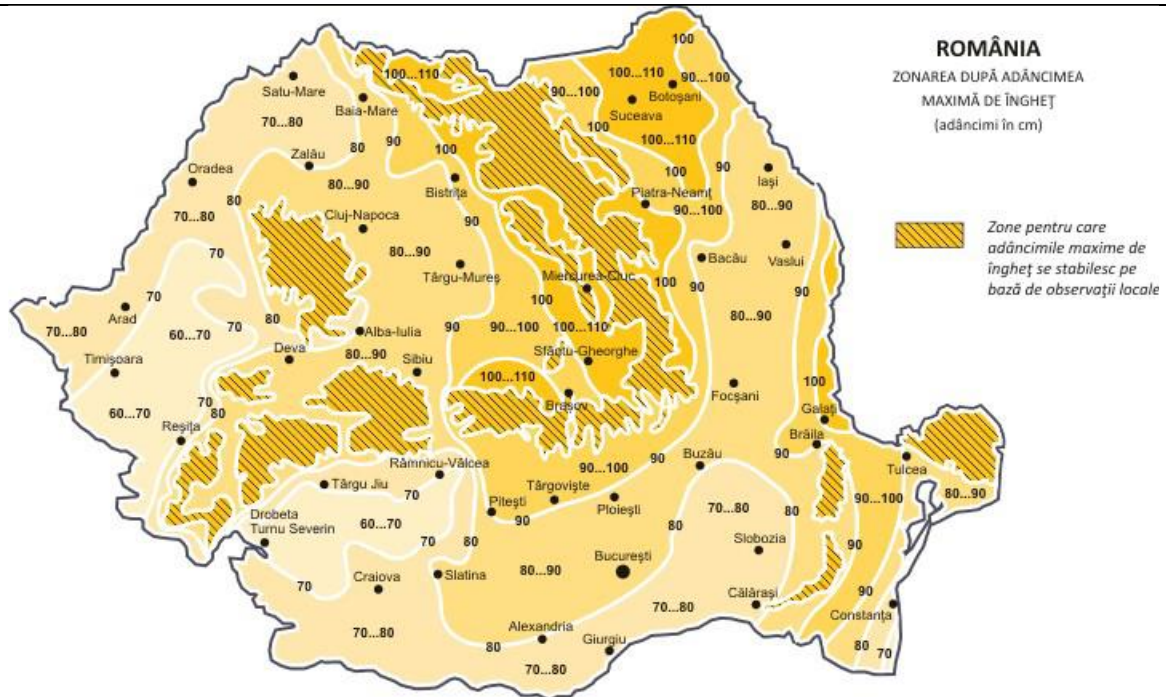 ROMÂNIA
ZONAREA DUPĂ ADÂNCIMEA
MAXIMĂ DE ÎNGHEŢ
(adâncimi în cm)
Zone pentru care
adâncimile maxime de
îngheţ se stabilesc pe
bază de observaţii locale
100
80
100...110
100...110
90...100
Satu-Mare
90...100
Botoşani
Baia-Mare
Suceava
70...80
100
100...110
90
80
100
Zalău
90
Oradea
80...90
Bistriţa
100
Iaşi
80
Piatra-Neamţ
80...90
70...80
Cluj-Napoca
90
90...100
70
80...90
Bacău
Vaslui
Târgu-Mureş
Miercurea-Ciuc
100
90
90
70
100
Arad
70...80
60...70
70
80
Alba-Iulia
90
90...100
100...110
80...90
Timişoara
Deva
80...90
Sibiu
Sfântu-Gheorghe
100...110
Focşani
100
70
80
Braşov
60...70
Galaţi
Reşiţa
Brăila
90
Râmnicu-Vâlcea
90...100
90
Buzău
Tulcea
Târgu Jiu
70
Târgovişte
80...90
90...100
Piteşti
Ploieşti
70...80
80
Drobeta
Turnu Severin
60...70
90
80
70
80
Slobozia
90
Bucureşti
Craiova
Slatina
80...90
70
Călăraşi
90
70...80
Constanţa
70...80
Alexandria
80
Giurgiu
80
70
70...80